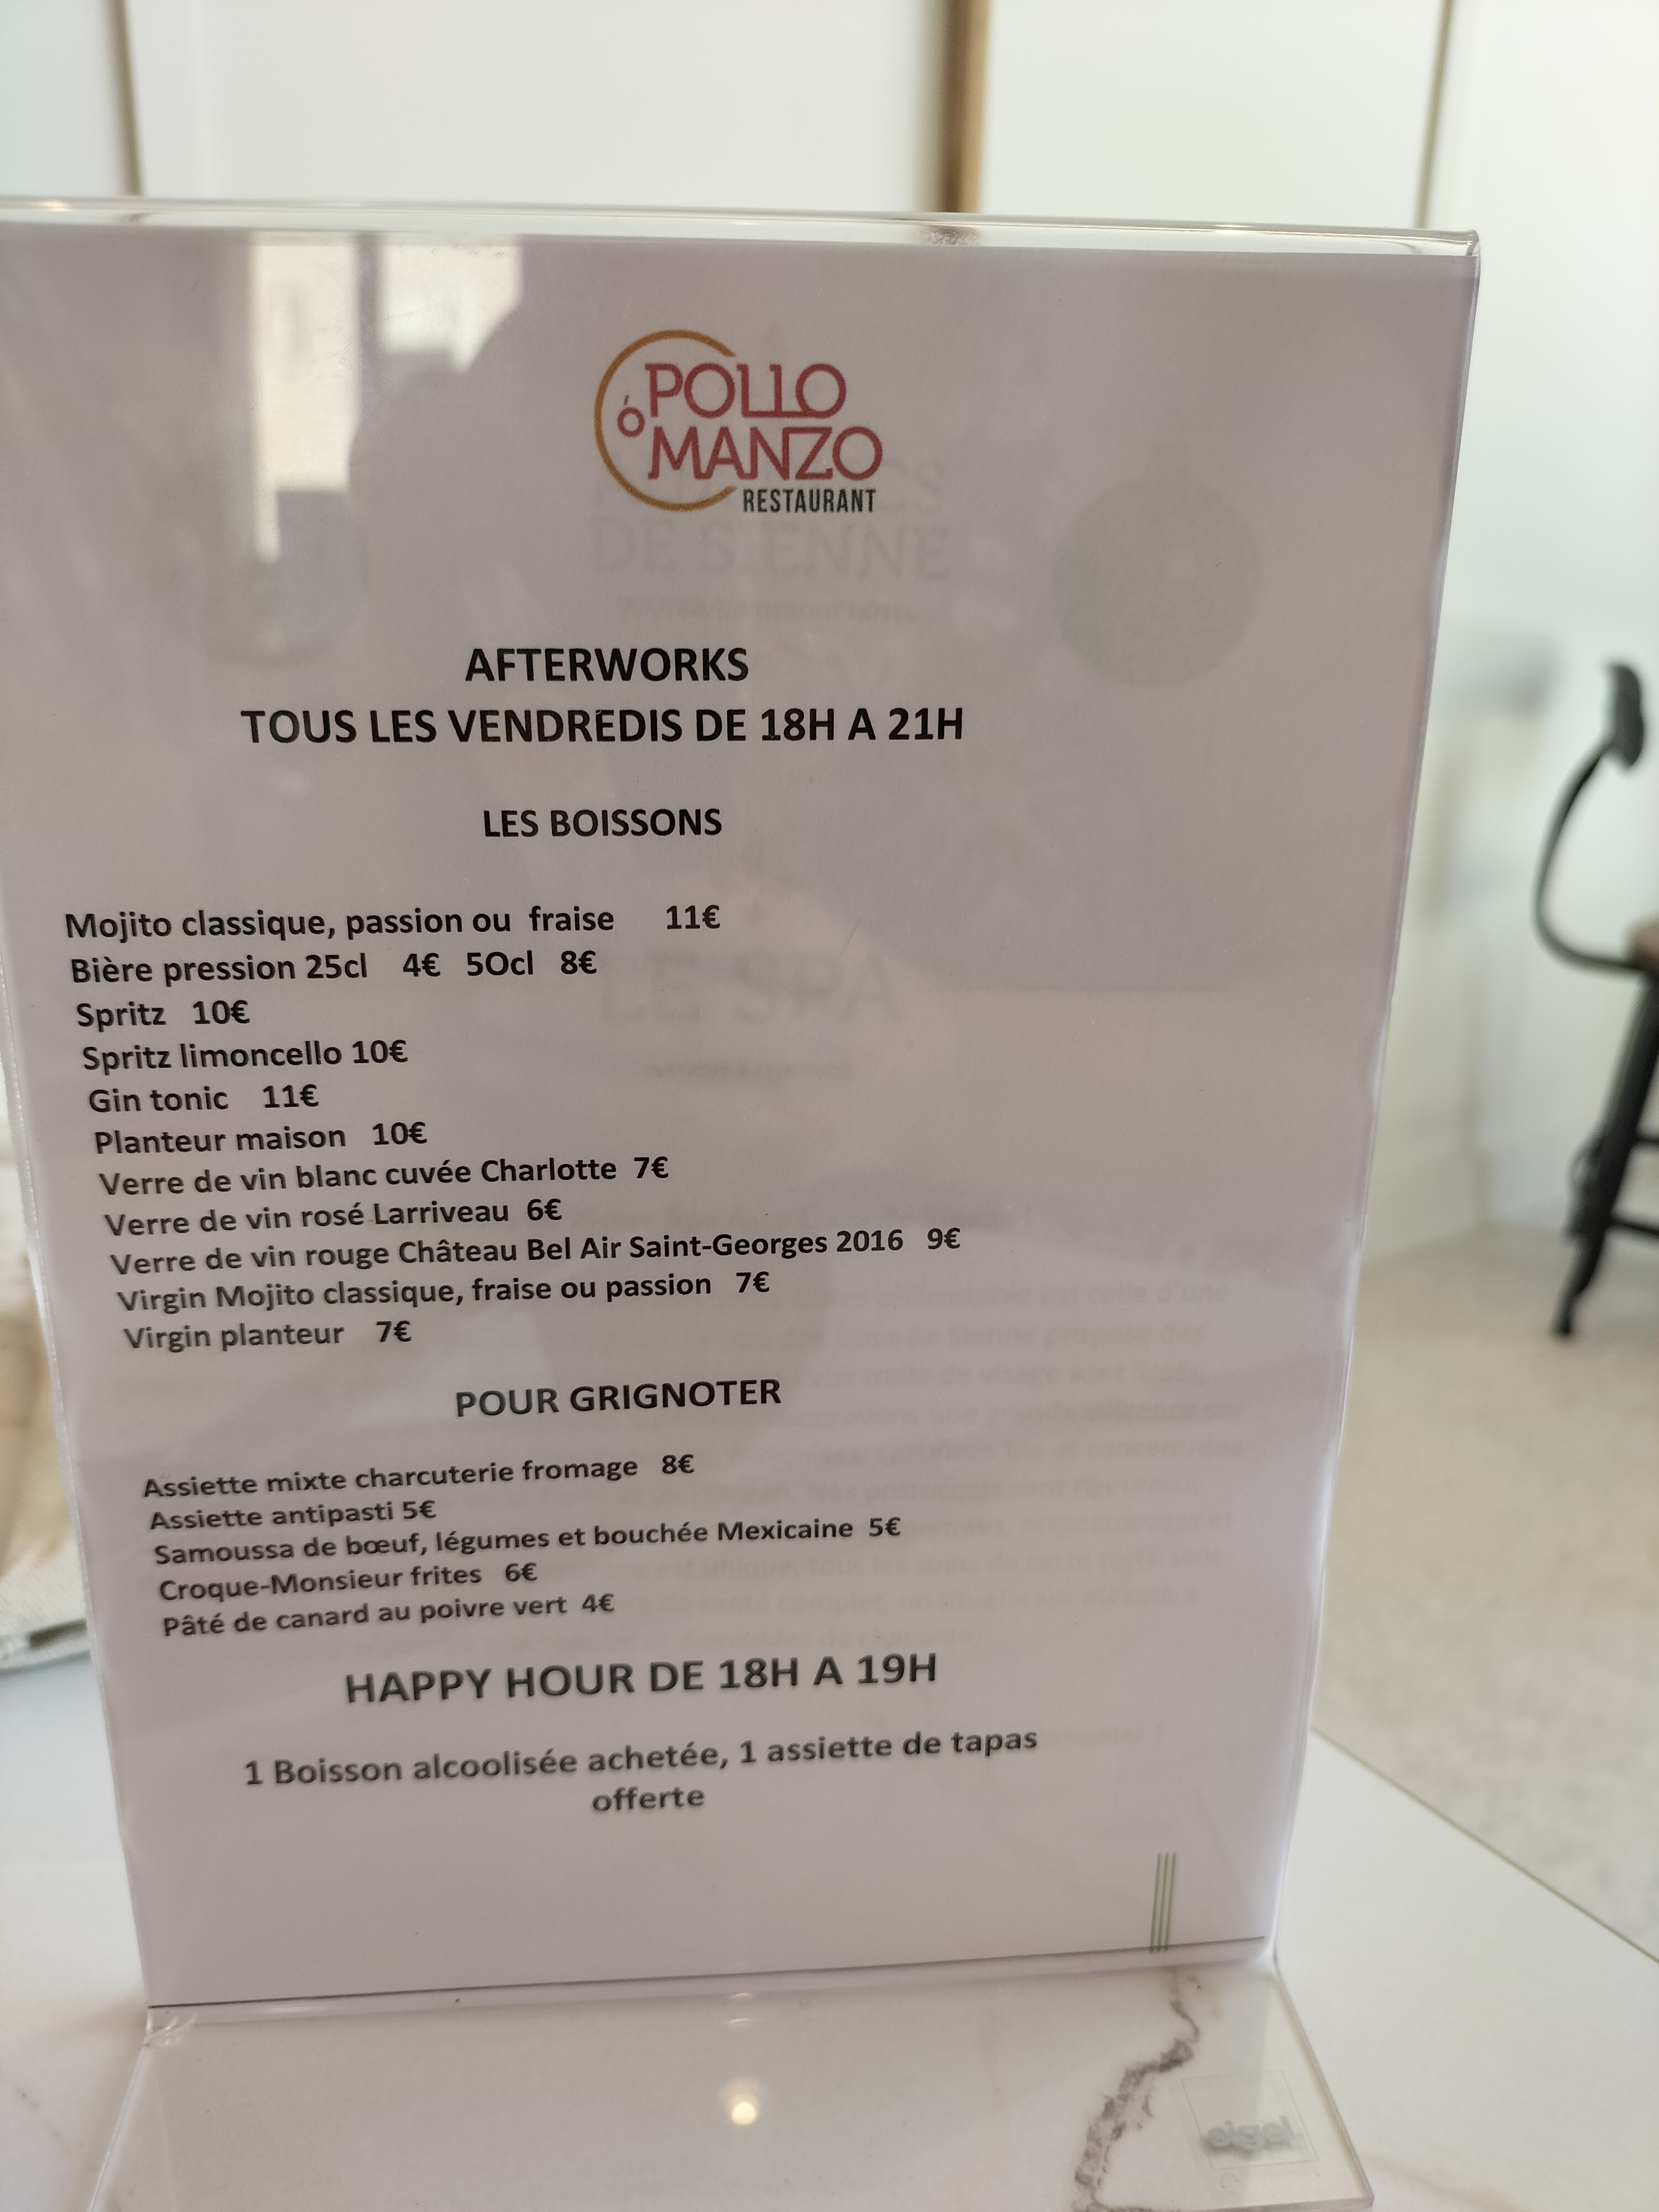 POLLO
ó
MANZO
RESTAURANT
DE SIENNE
AFTERWORKS
TOUS LES VENDREDIS DE 18H A 21H
LES BOISSONS
Mojito classique, passion ou fraise 11€
Bière pression 25cl 4€ 5Ocl 8€
LE SPA
Spritz 10€
Spritz limoncello 10€
Gin tonic 11€
Planteur maison 10€
Verre de vin blanc cuvée Charlotte 7€
Verre de vin rosé Larriveau 6€
Verre de vin rouge Château Bel Air Saint-Georges 2016 9€
Virgin Mojito classique, fraise ou passion 7€
Virgin planteur 7€
POUR GRIGNOTER
Assiette mixte charcuterie fromage 8€
Assiette antipasti 5€
Samoussa de bœuf, légumes et bouchée Mexicaine 5€
Croque-Monsieur frites 6€
Pâté de canard au poivre vert 4€
HAPPY HOUR DE 18H A 19H
1 Boisson alcoolisée achetée, 1 assiette de tapas
offerte
sigel